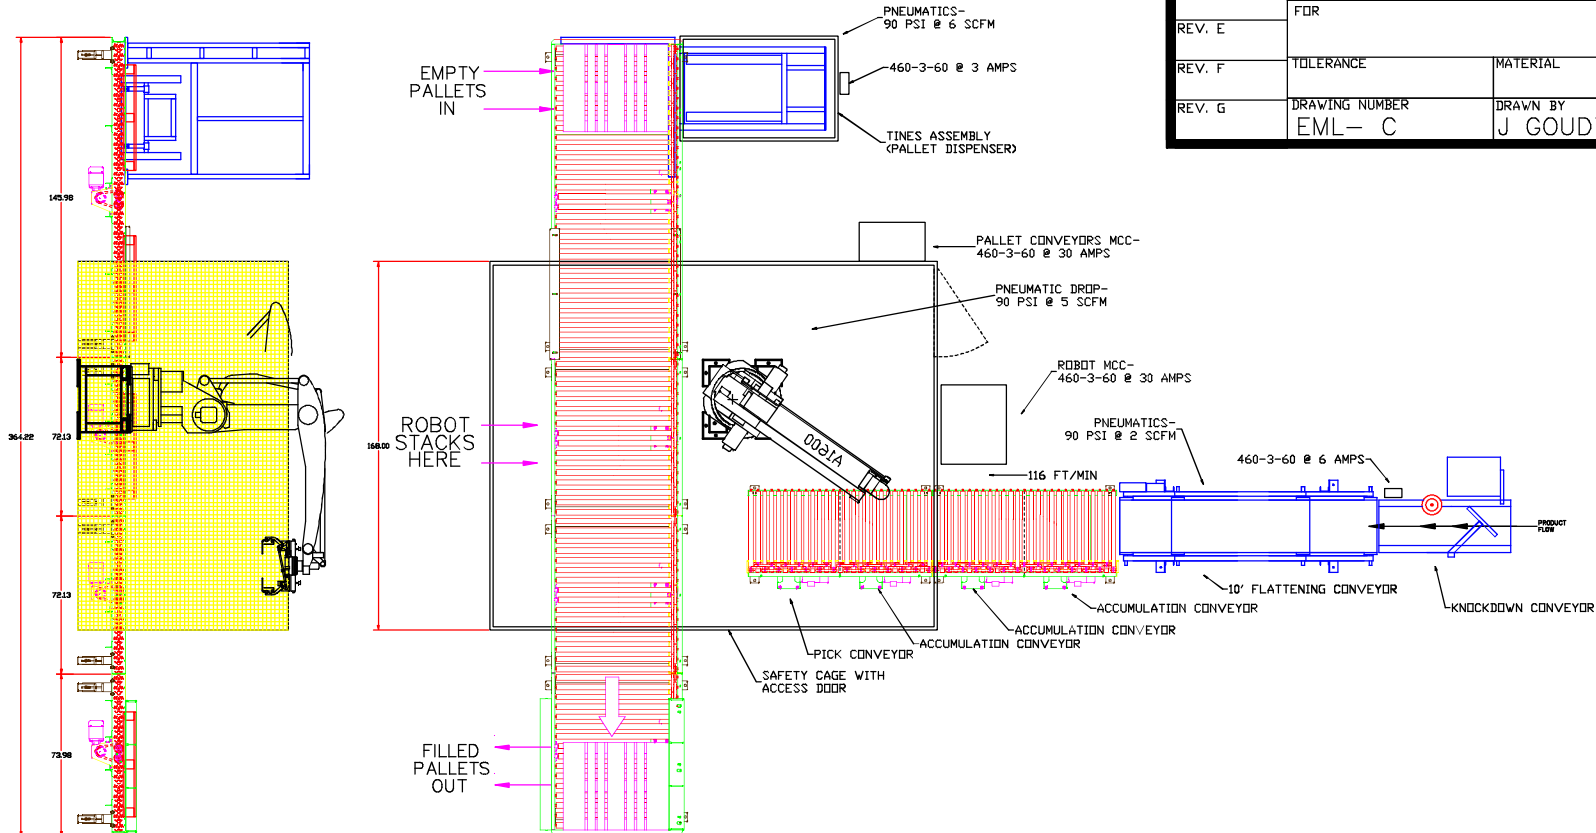 PNEUMATICS-
90 PSI @ 6 SCFM
FOR
REV. E
REV. F
TOLERANCE
MATERIAL
REV. G
DRAWING NUMBER
EML- C
DRAWN BY
J GOUD
EMPTY
PALLETS
IN
460-3-60 @ 3 AMPS
TINES ASSEMBLY
(PALLET DISPENSER)
145.98
PALLET CONVEYORS MCC-
460-3-60 @ 30 AMPS
PNEUMATIC DROP-
90 PSI @ 5 SCFM
ROBOT MCC-
460-3-60 @ 30 AMPS
364.22
72.13
168.00
ROBOT
STACKS
HERE
A1600
PNEUMATICS-
90 PSI @ 2 SCFM
460-3-60 @ 6 AMPS
116 FT/MIN
PRODUCT
FLOW
72.13
10' FLATTENING CONVEYOR
KNOCKDOWN CONVEYOR
ACCUMULATION CONVEYOR
ACCUMULATION CONVEYOR
ACCUMULATION CONVEYOR
PICK CONVEYOR
SAFETY CAGE WITH
ACCESS DOOR
73.98
FILLED
PALLETS
OUT